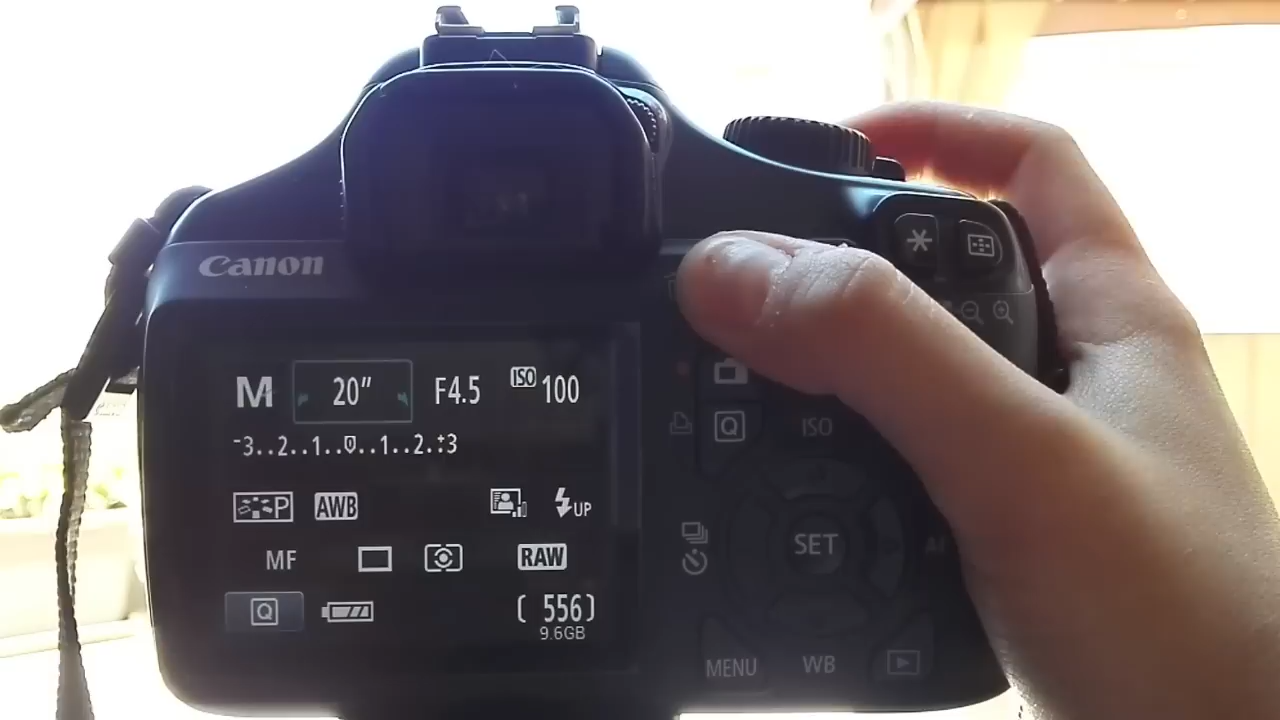 Canon
M 20" F4.5 ISO 100
-3..2..1..0..1..2.:+3
P AWB UP
MF RAW
Q [ 556]
9.6GB
Q ISO
SET AF
MENU WB